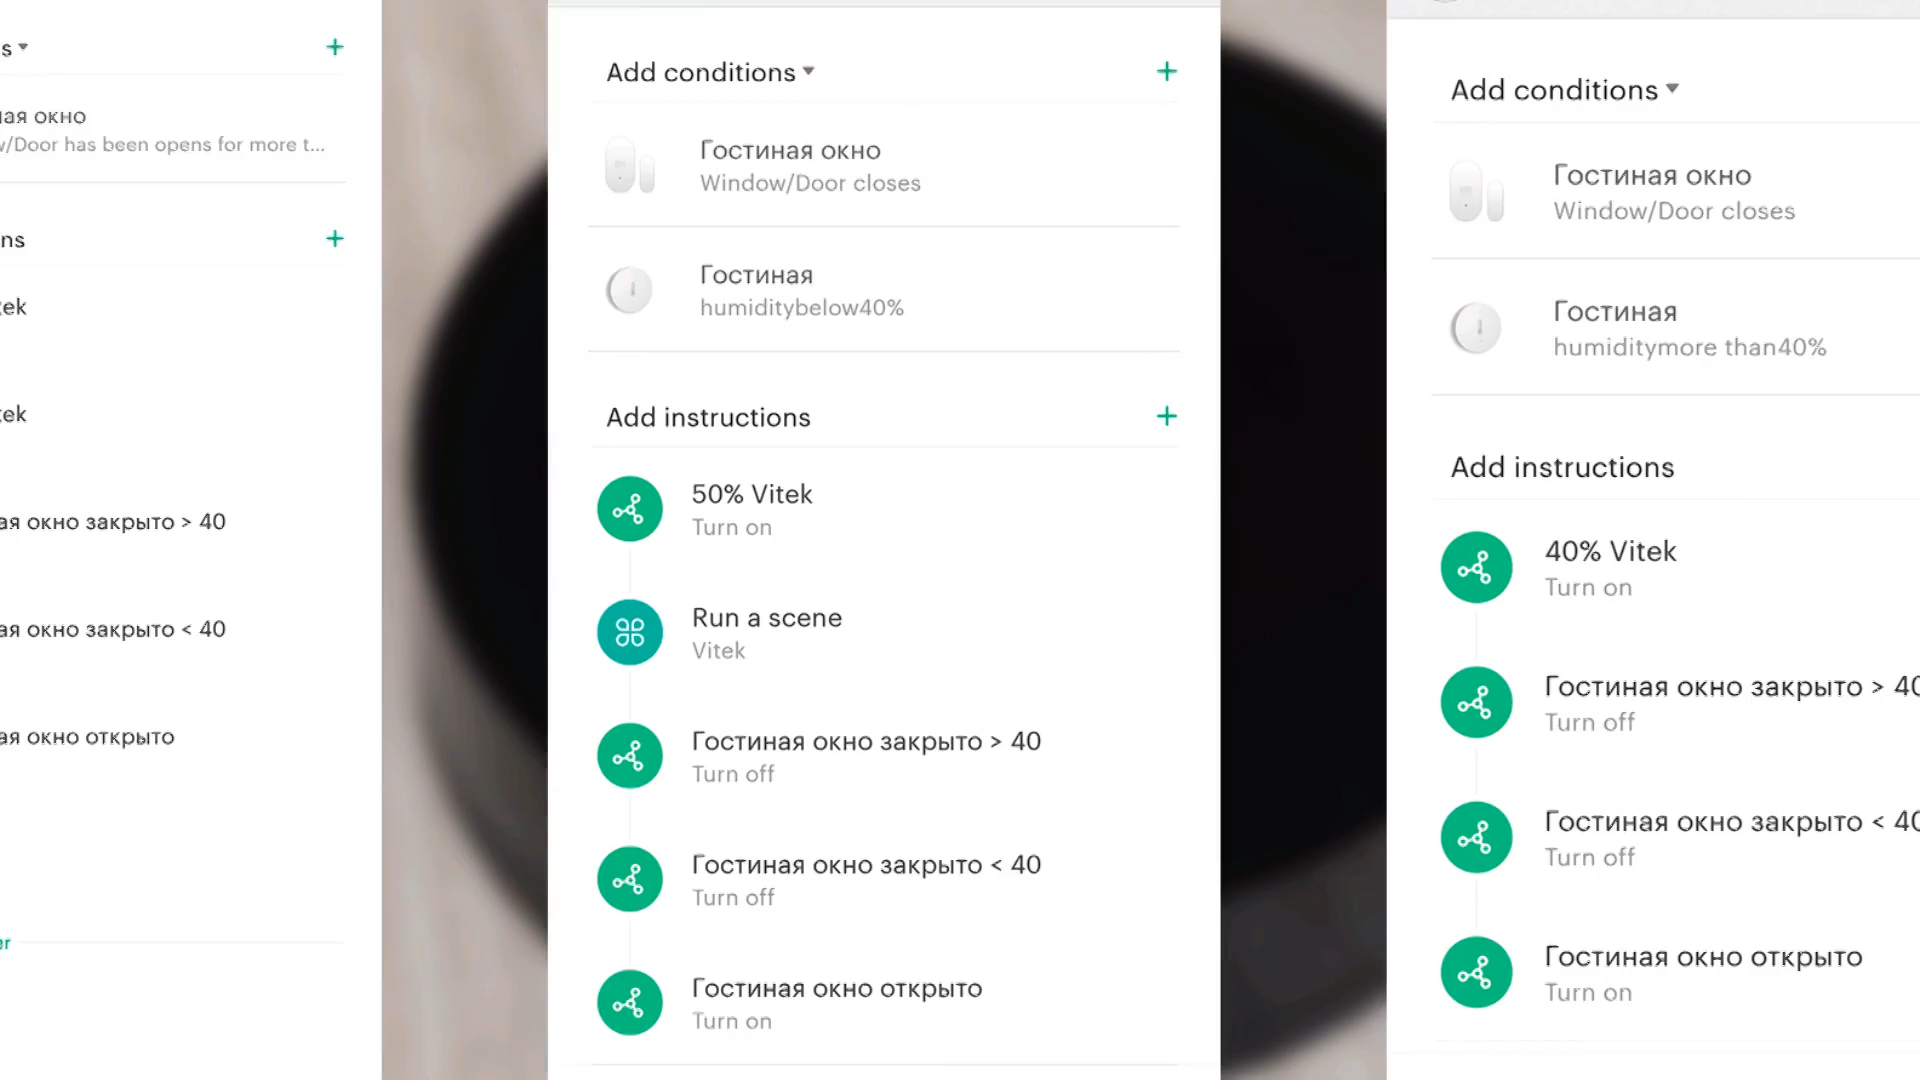 s
ая окно
/Door has been opens for more t...
ns
ek
ek
ая окно закрыто > 40
ая окно закрыто < 40
ая окно открыто
er
Add conditions
Гостиная окно
Window/Door closes
Гостиная
humiditybelow40%
Add instructions
50% Vitek
Turn on
Run a scene
Vitek
Гостиная окно закрыто > 40
Turn off
Гостиная окно закрыто < 40
Turn off
Гостиная окно открыто
Turn on
Add conditions
Гостиная окно
Window/Door closes
Гостиная
humiditymore than40%
Add instructions
40% Vitek
Turn on
Гостиная окно закрыто > 40
Turn off
Гостиная окно закрыто < 40
Turn off
Гостиная окно открыто
Turn on